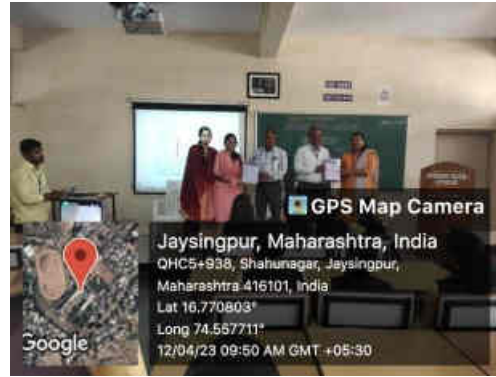 GPS Map Camera
Jaysingpur, Maharashtra, India
QHC5+938, Shahunagar, Jaysingpur,
Maharashtra 416101, India
Lat 16.770803°
Long 74.557711°
12/04/23 09:50 AM GMT +05:30
Google